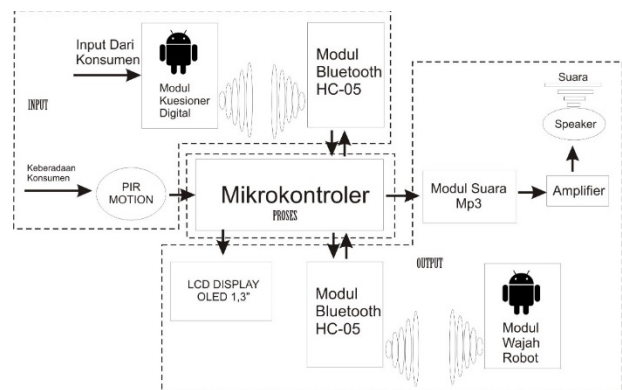 Input Dari
Konsumen
Modul
Kuesioner
Digital
Modul
Bluetooth
HC-05
INPUT
Suara
Speaker
Keberadaan
Konsumen
PIR
MOTION
Mikrokontroler
PROSES
Modul Suara
Mp3
Amplifier
LCD DISPLAY
OLED 1,3"
Modul
Bluetooth
HC-05
OUTPUT
Modul
Wajah
Robot